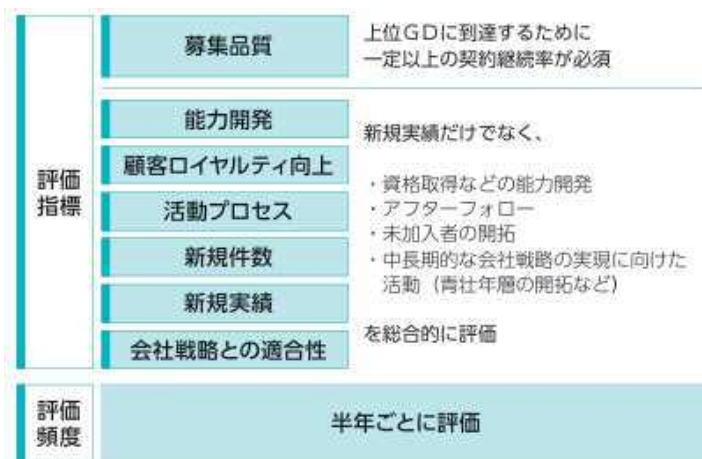 評価
指標
募集品質
上位GDに到達するために
一定以上の契約継続率が必須
能力開発
顧客ロイヤルティ向上
活動プロセス
新規件数
新規実績
会社戦略との適合性
新規実績だけでなく、
・資格取得などの能力開発
・アフターフォロー
・未加入者の開拓
・中長期的な会社戦略の実現に向けた
活動（青壮年層の開拓など）
を総合的に評価
評価
頻度
半年ごとに評価